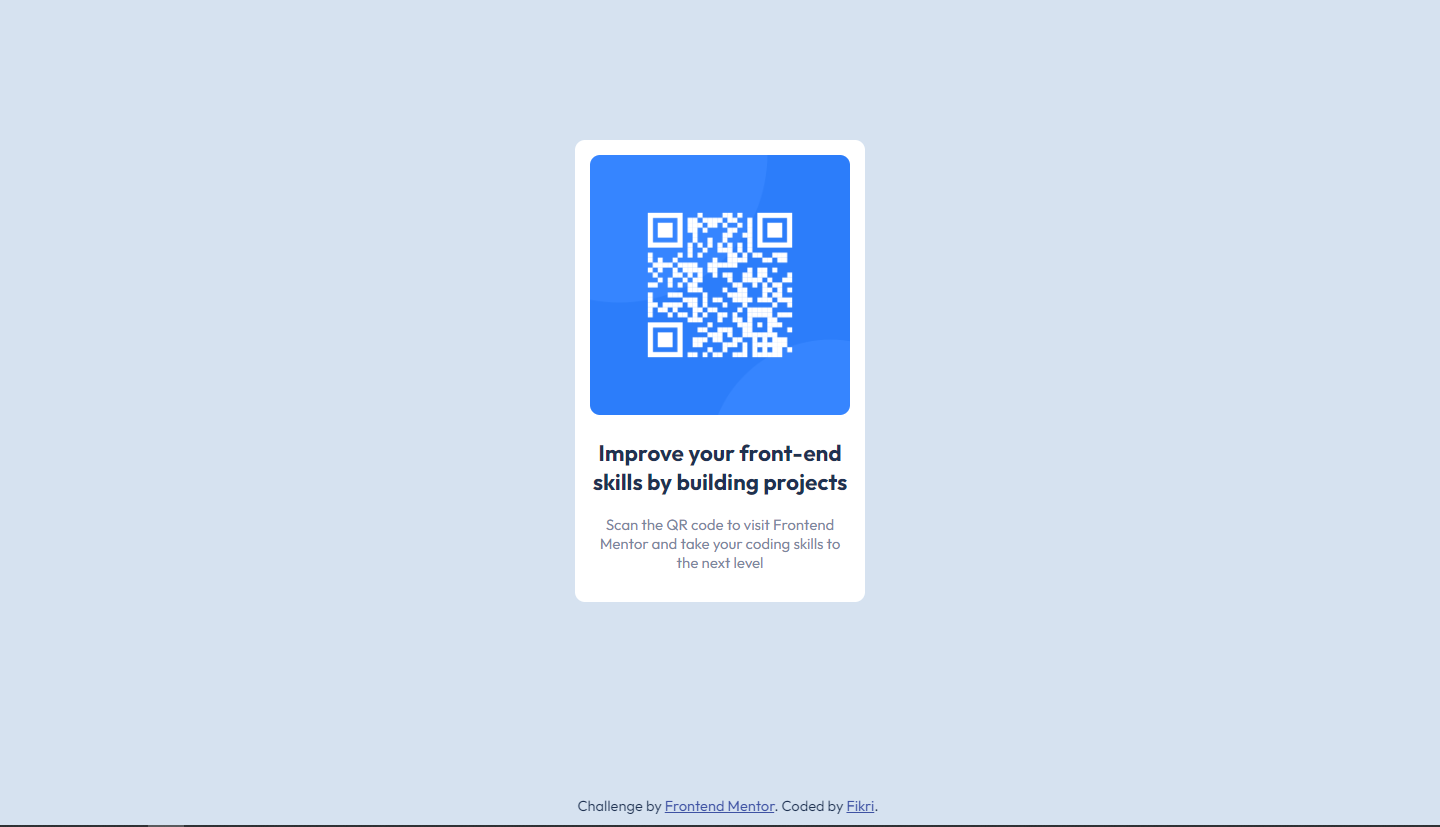 Improve your front-end
skills by building projects
Scan the QR code to visit Frontend
Mentor and take your coding skills to
the next level
Challenge by Frontend Mentor. Coded by Fikri.